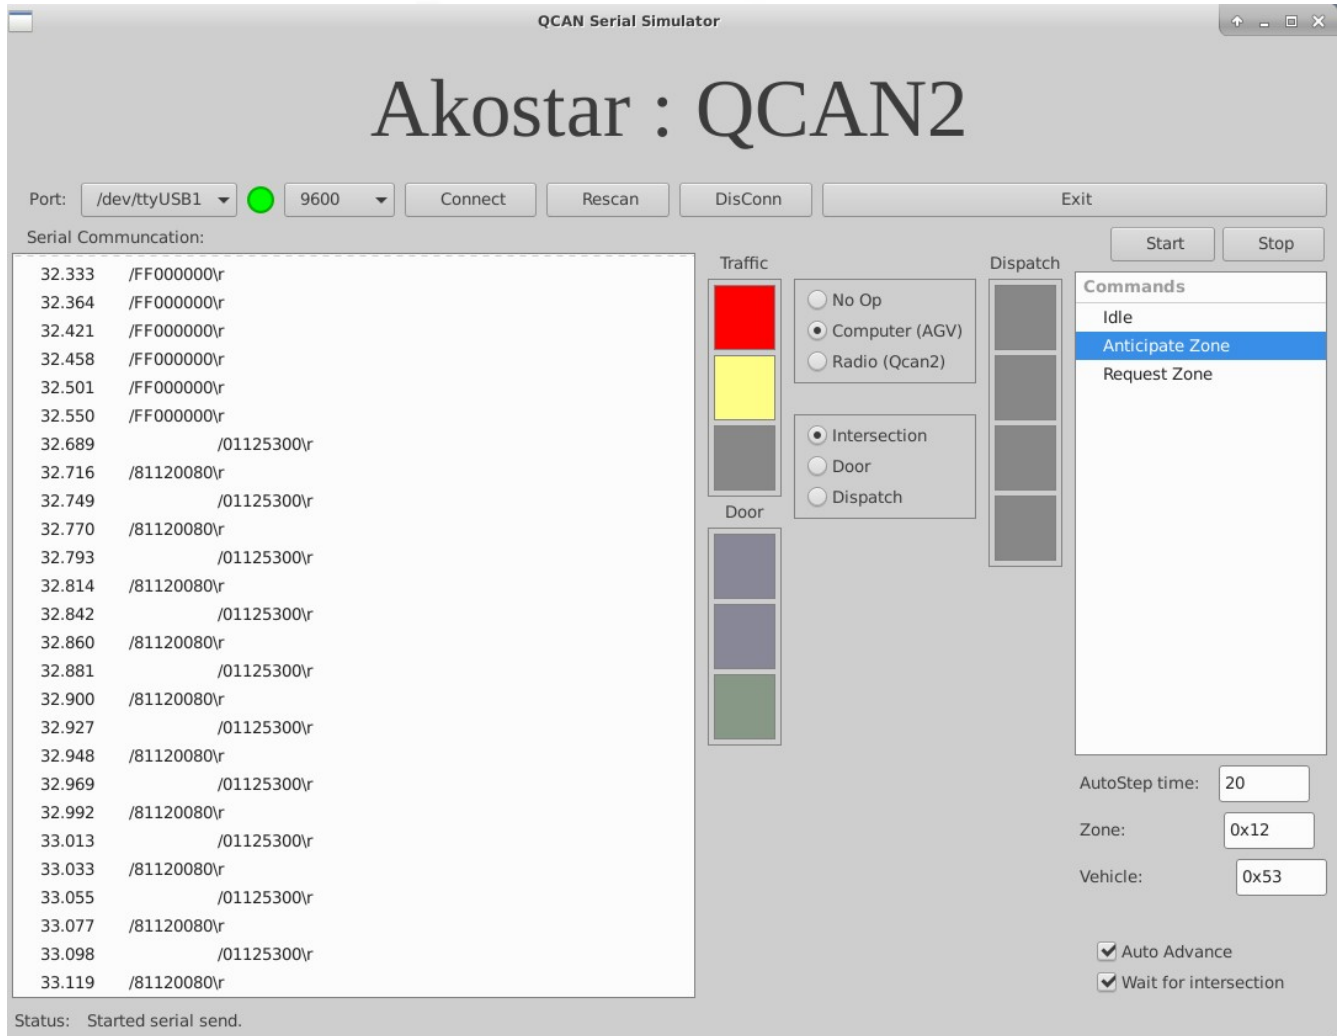 QCAN Serial Simulator
Akostar : QCAN2
Port: /dev/ttyUSB1 9600 Connect Rescan DisConn Exit
Serial Communcation:
32.333 /FF000000\r
32.364 /FF000000\r
32.421 /FF000000\r
32.458 /FF000000\r
32.501 /FF000000\r
32.550 /FF000000\r
32.689 /01125300\r
32.716 /81120080\r
32.749 /01125300\r
32.770 /81120080\r
32.793 /01125300\r
32.814 /81120080\r
32.842 /01125300\r
32.860 /81120080\r
32.881 /01125300\r
32.900 /81120080\r
32.927 /01125300\r
32.948 /81120080\r
32.969 /01125300\r
32.992 /81120080\r
33.013 /01125300\r
33.033 /81120080\r
33.055 /01125300\r
33.077 /81120080\r
33.098 /01125300\r
33.119 /81120080\r
Traffic
No Op
Computer (AGV)
Radio (Qcan2)
Intersection
Door
Dispatch
Door
Dispatch
Start Stop
Commands
Idle
Anticipate Zone
Request Zone
AutoStep time: 20
Zone: 0x12
Vehicle: 0x53
Auto Advance
Wait for intersection
Status: Started serial send.